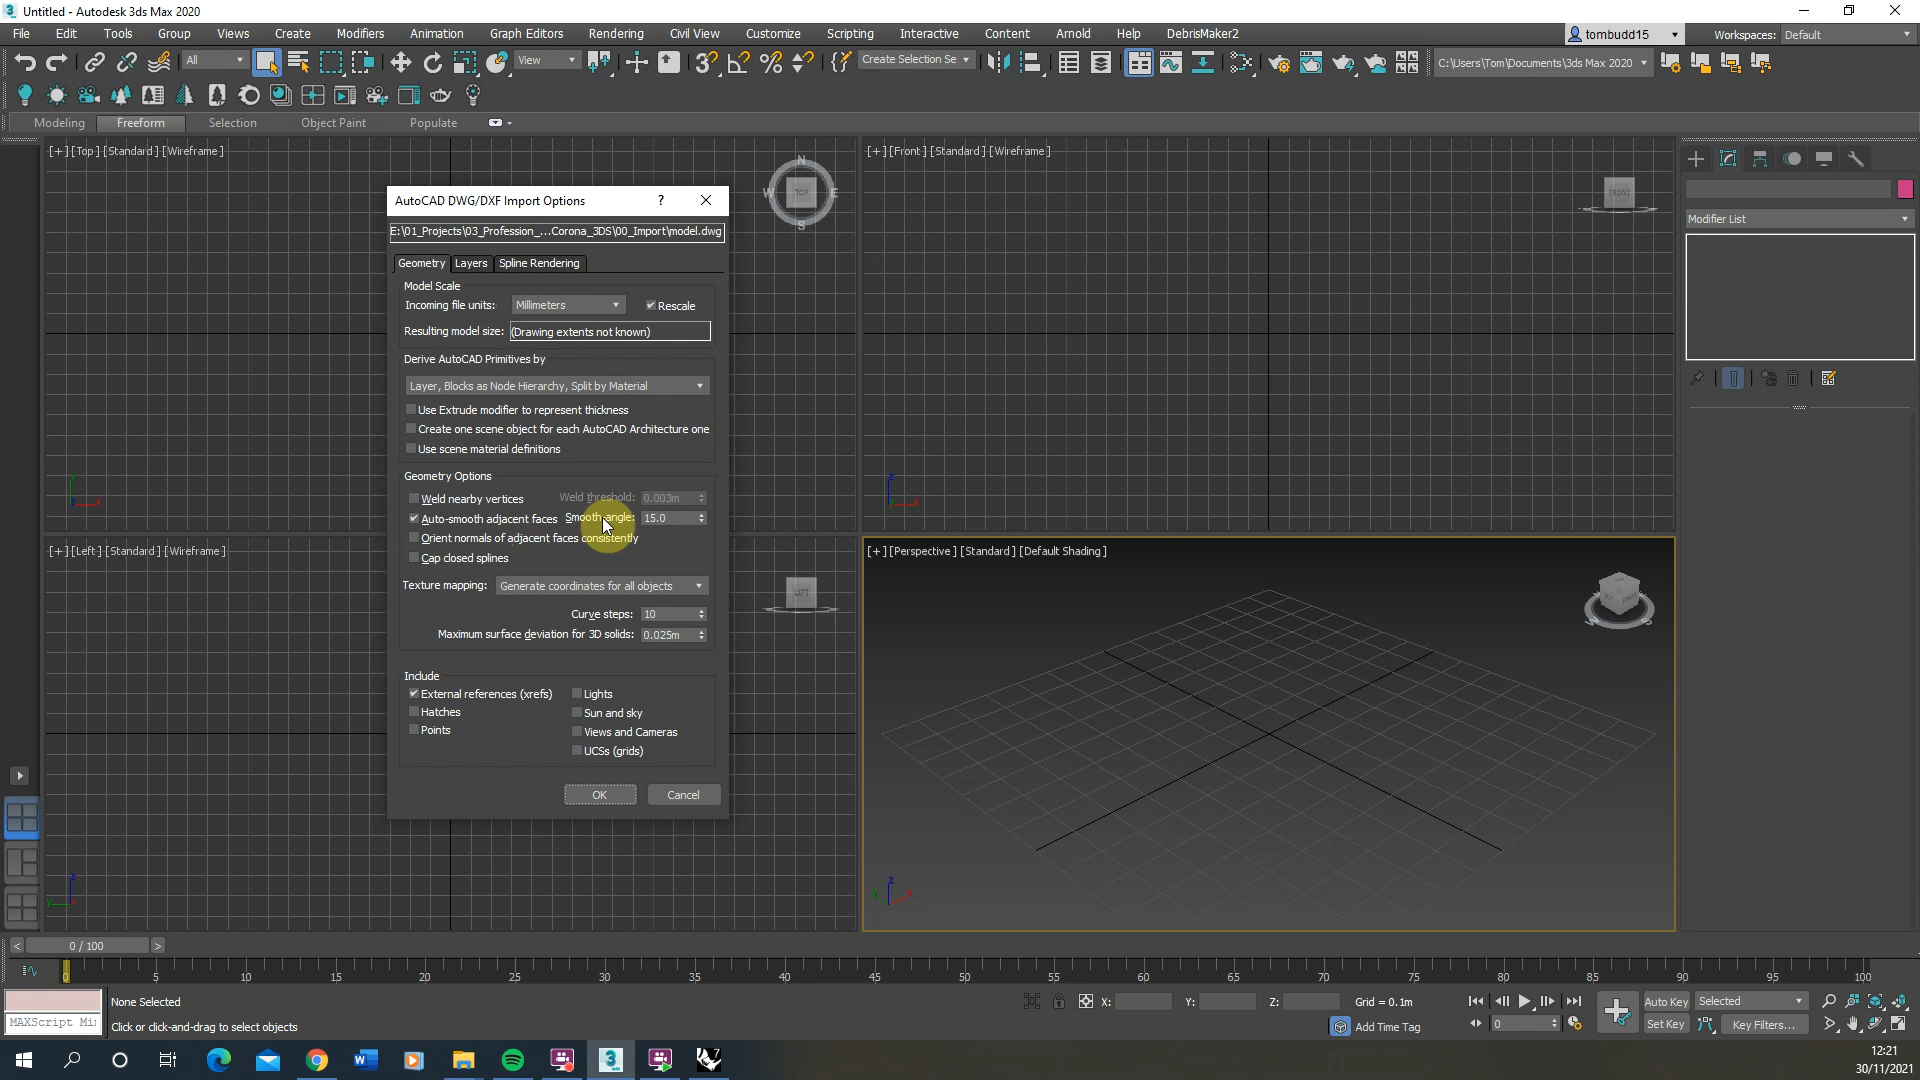 Untitled - Autodesk 3ds Max 2020
File Edit Tools Group Views Create Modifiers Animation Graph Editors Rendering Civil View Customize Scripting Interactive Content Arnold Help DebrisMaker2
tombudd15 Workspaces: Default
All View Create Selection Se C:\Users\Tom\Documents\3ds Max 2020
Modeling Freeform Selection Object Paint Populate
[+] [Top] [Standard] [Wireframe]
[+] [Front] [Standard] [Wireframe]
N
W TOP E
S
FRONT
AutoCAD DWG/DXF Import Options ?
E:\01_Projects\03_Profession_...Corona_3DS\00_Import\model.dwg
Geometry Layers Spline Rendering
Model Scale
Incoming file units: Millimeters Rescale
Resulting model size: (Drawing extents not known)
Derive AutoCAD Primitives by
Layer, Blocks as Node Hierarchy, Split by Material
Use Extrude modifier to represent thickness
Create one scene object for each AutoCAD Architecture one
Use scene material definitions
Geometry Options
Weld nearby vertices Weld threshold: 0.003m
Auto-smooth adjacent faces Smooth-angle: 15.0
Orient normals of adjacent faces consistently
Cap closed splines
Texture mapping: Generate coordinates for all objects
Curve steps: 10
Maximum surface deviation for 3D solids: 0.025m
Include
External references (xrefs) Lights
Hatches Sun and sky
Points Views and Cameras
UCSs (grids)
OK Cancel
Modifier List
[+] [Left] [Standard] [Wireframe]
LEFT
[+] [Perspective] [Standard] [Default Shading]
< 0 / 100 >
0 5 10 15 20 25 30 35 40 45 50 55 60 65 70 75 80 85 90 95 100
None Selected
MAXScript Mi
Click or click-and-drag to select objects
X: Y: Z: Grid = 0.1m
Add Time Tag
0
Auto Key Selected
Set Key Key Filters...
12:21
30/11/2021